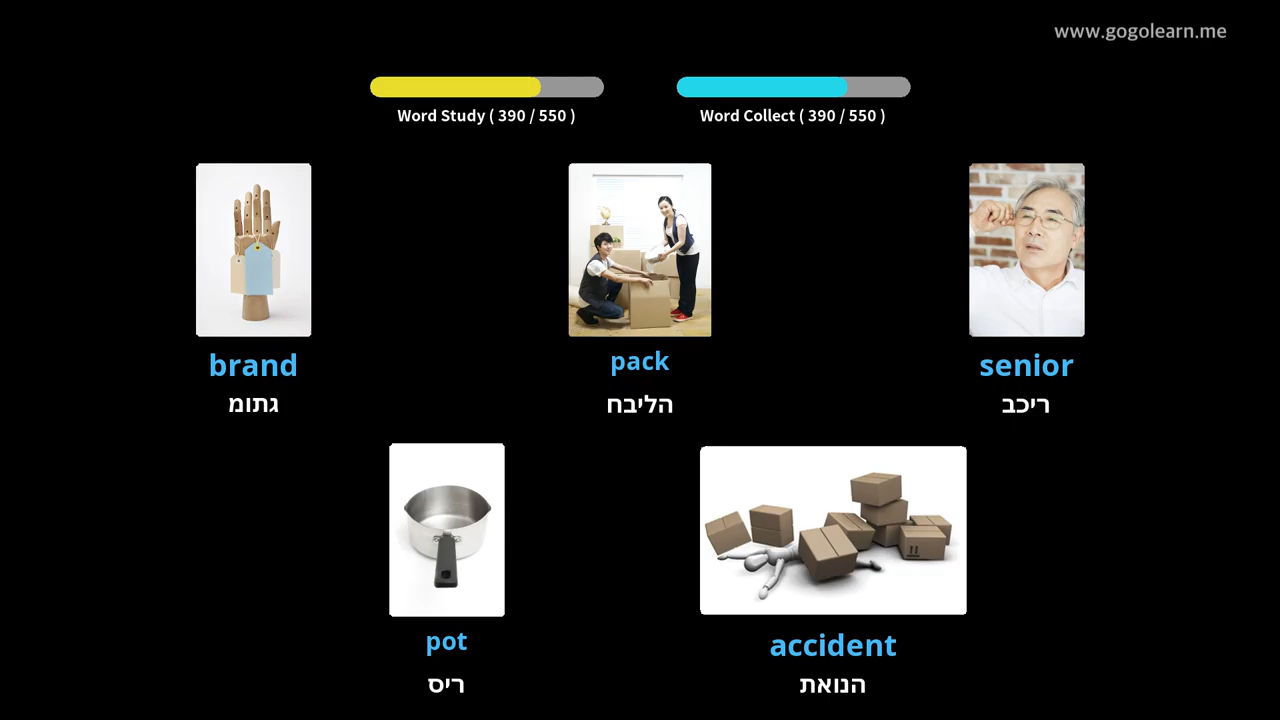 www.gogolearn.me
Word Study ( 390 / 550 )
Word Collect ( 390 / 550 )
brand
גתומ
pack
הליבח
senior
ריכב
pot
ריס
accident
הנואת